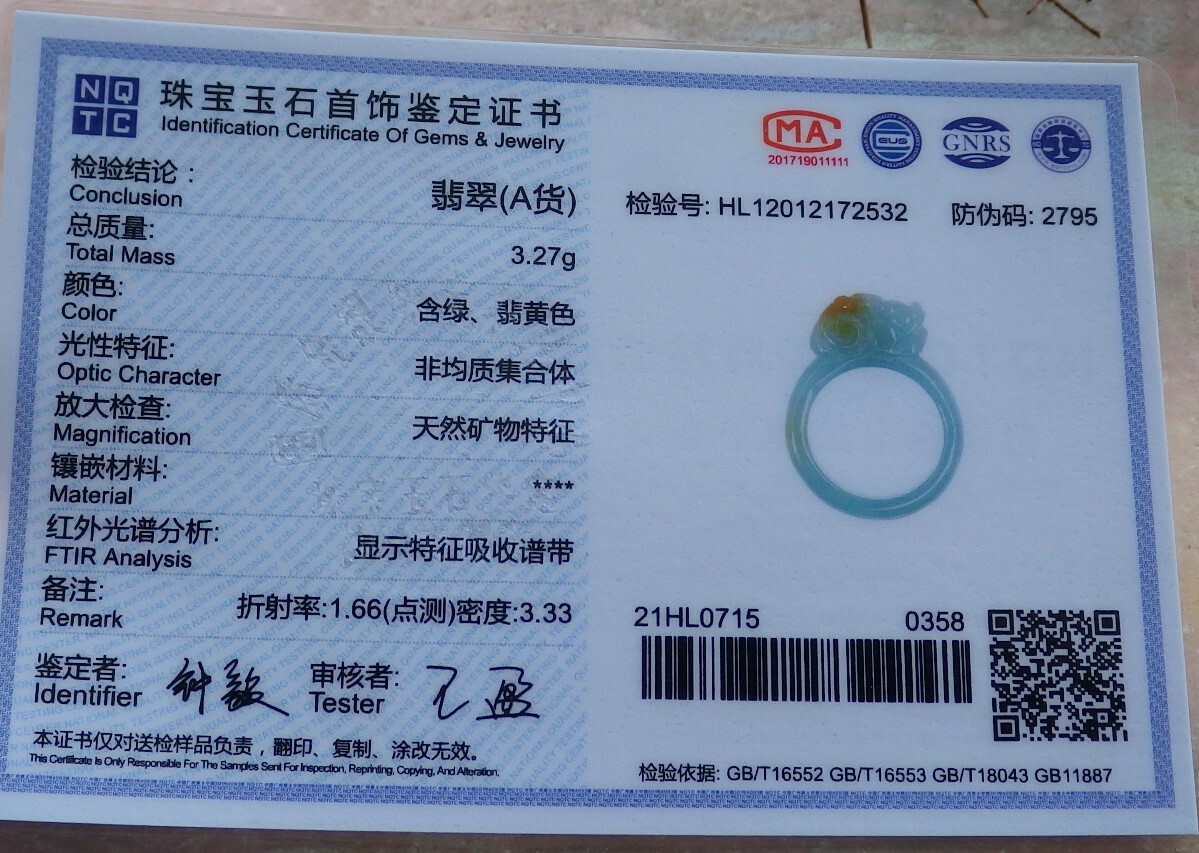 NQ
TC
珠宝玉石首饰鉴定证书
Identification Certificate Of Gems & Jewelry
检验结论：
Conclusion
翡翠(A货)
总质量:
Total Mass
3.27g
颜色:
Color
含绿、翡黄色
光性特征:
Optic Character
非均质集合体
放大检查:
Magnification
天然矿物特征
镶嵌材料:
Material
****
红外光谱分析:
FTIR Analysis
显示特征吸收谱带
备注:
Remark
折射率:1.66(点测)密度:3.33
鉴定者:
Identifier
审核者:
Tester
本证书仅对送检样品负责，翻印、复制、涂改无效。
This Certificate Is Only Responsible For The Samples Sent For Inspection, Reprinting, Copying, And Alteration.
MA
201719011111
GNRS
检验号: HL12012172532
防伪码: 2795
21HL0715
0358
检验依据: GB/T16552 GB/T16553 GB/T18043 GB11887